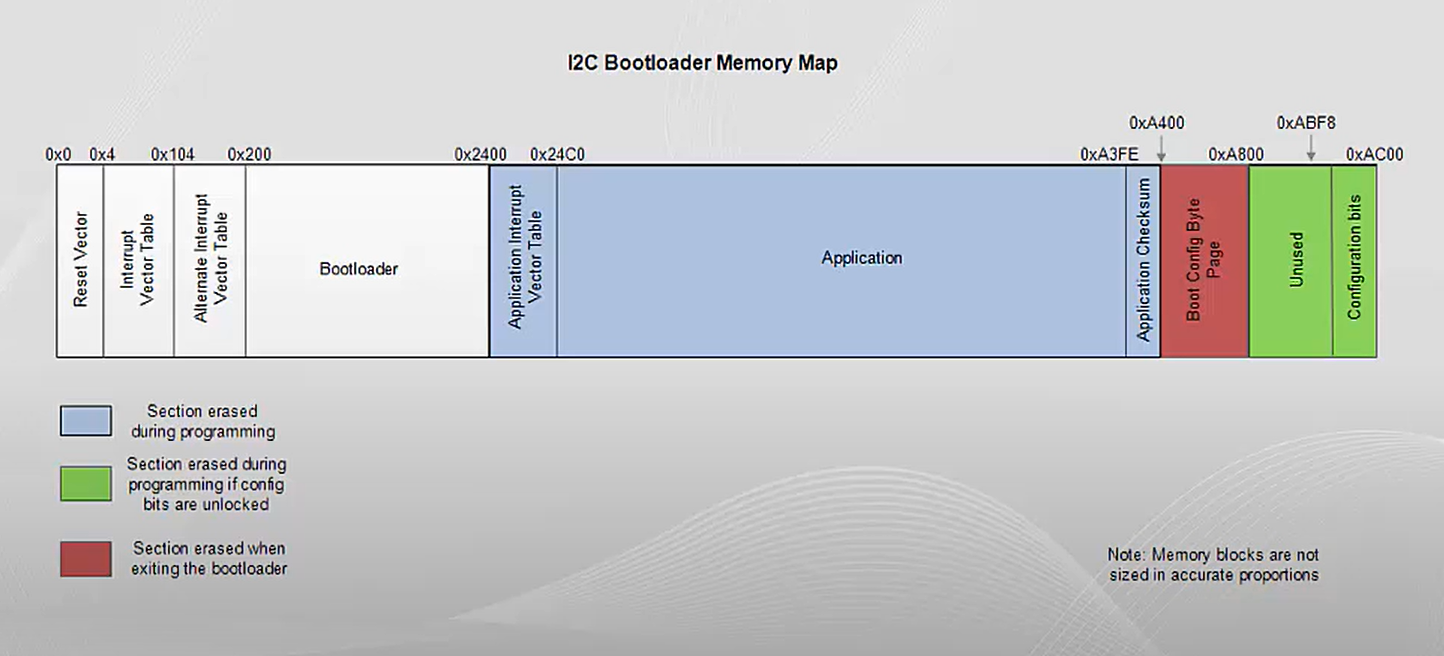 I2C Bootloader Memory Map
0xA400
0xABF8
0x0
0x4
0x104
0x200
0x2400
0x24C0
0xA3FE
0xA800
0xAC00
Reset Vector
Interrupt
Vector Table
Alternate Interrupt
Vector Table
Bootloader
Application Interrupt
Vector Table
Application
Application Checksum
Boot Config Byte
Page
Unused
Configuration bits
Section erased
during programming
Section erased during
programming if config
bits are unlocked
Section erased when
exiting the bootloader
Note: Memory blocks are not
sized in accurate proportions